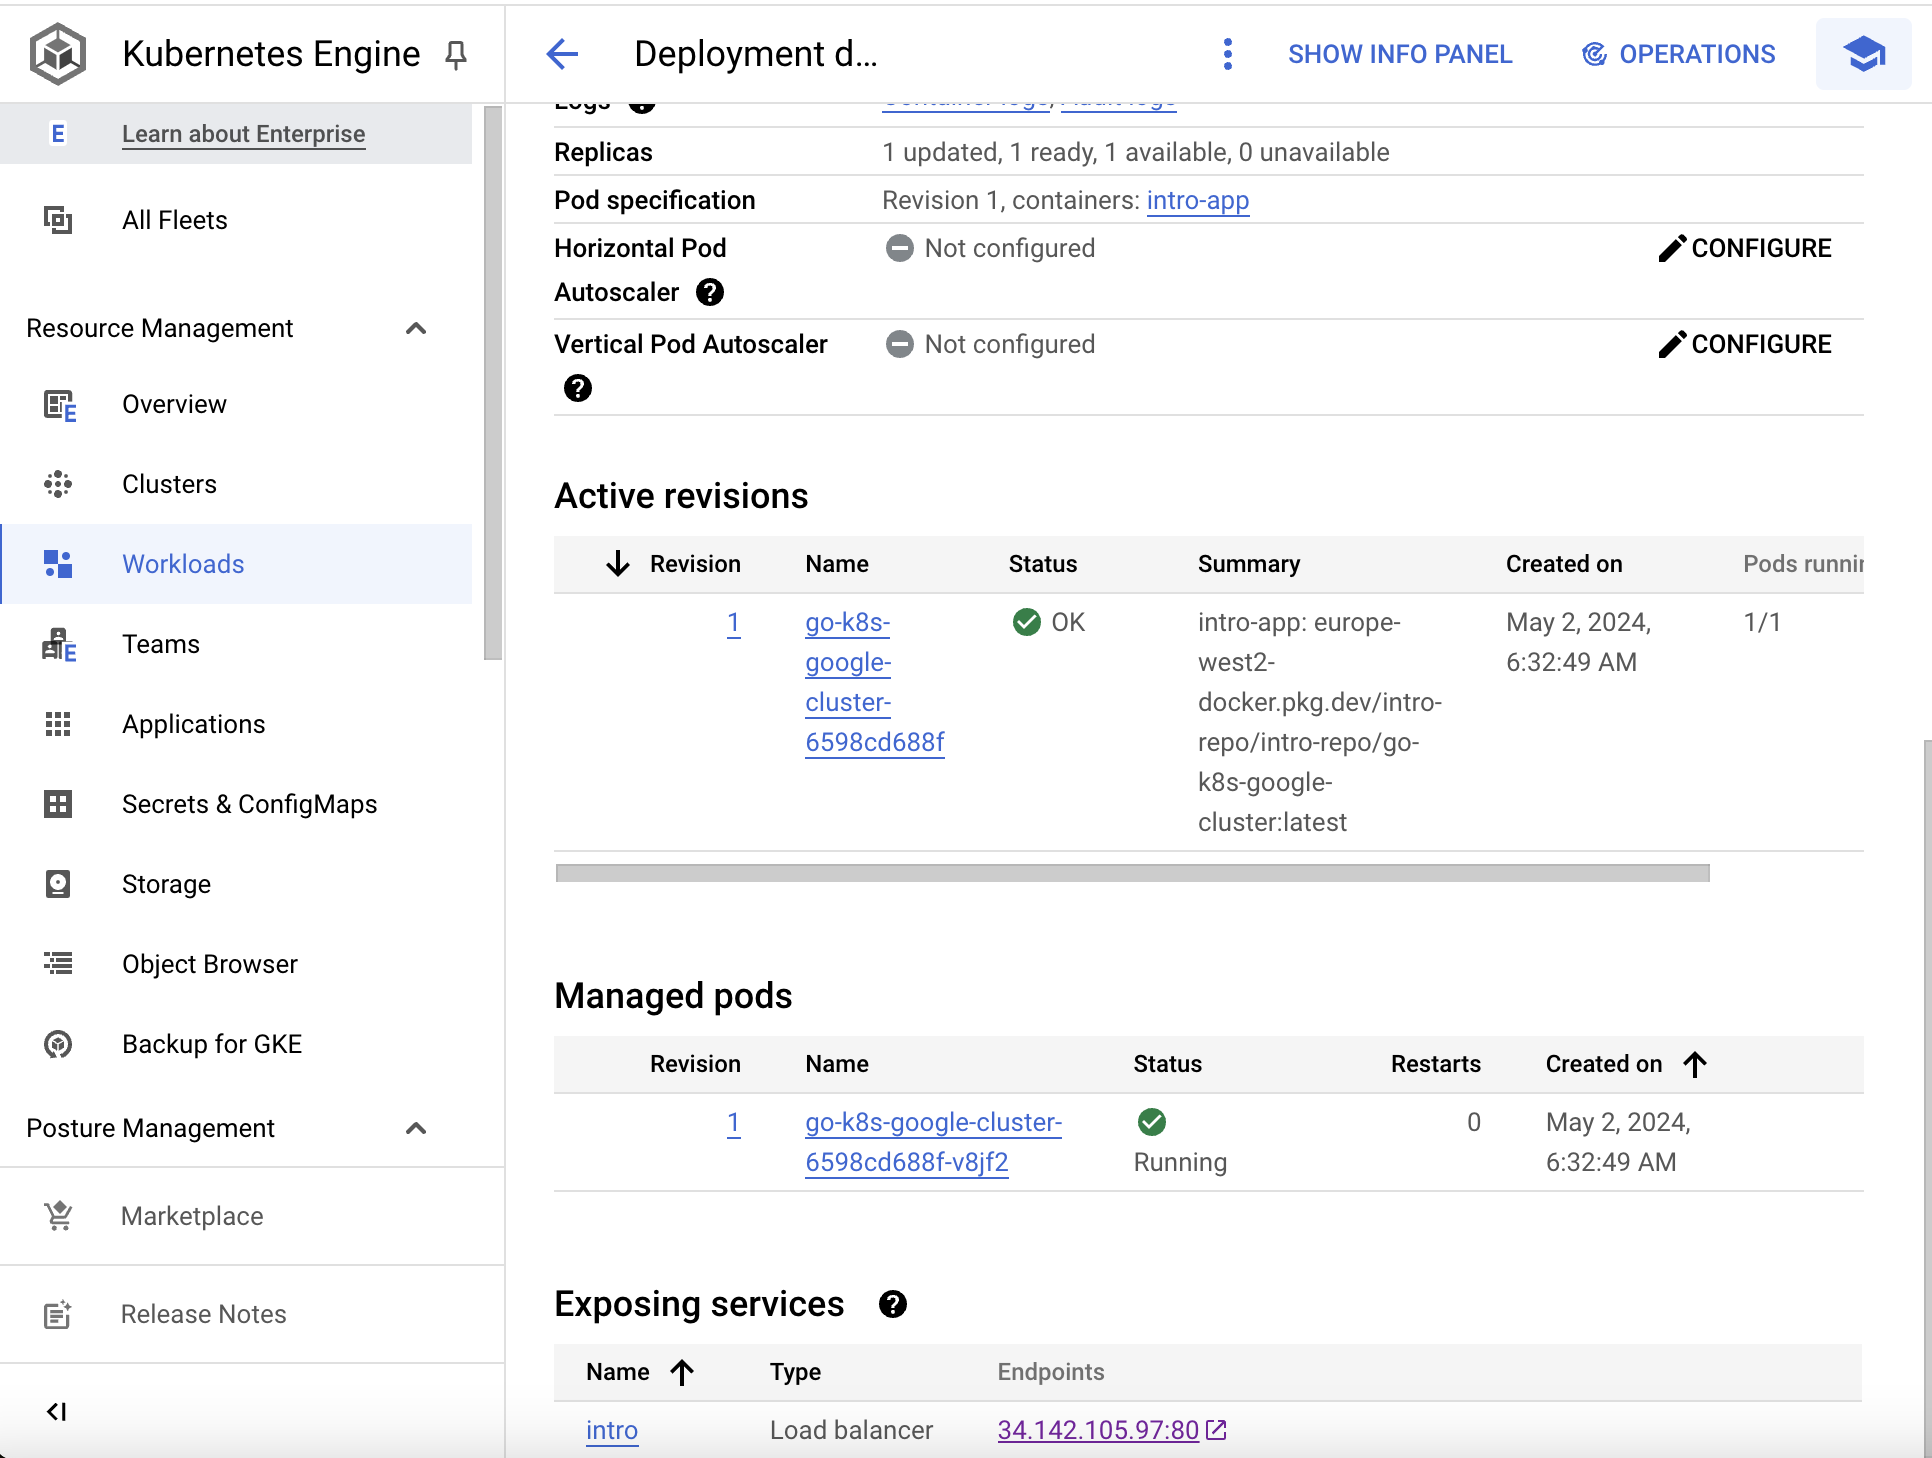 Kubernetes Engine
Deployment d...
SHOW INFO PANEL
OPERATIONS
E
Learn about Enterprise
All Fleets
Resource Management
Overview
Clusters
Workloads
Teams
Applications
Secrets & ConfigMaps
Storage
Object Browser
Backup for GKE
Posture Management
Marketplace
Release Notes
Logs
Container logs, Audit logs
Replicas
1 updated, 1 ready, 1 available, 0 unavailable
Pod specification
Revision 1, containers: intro-app
Horizontal Pod
Autoscaler
Not configured
CONFIGURE
Vertical Pod Autoscaler
Not configured
CONFIGURE
Active revisions
Revision Name Status Summary Created on Pods runnin
1
go-k8s-
google-
cluster-
6598cd688f
OK
intro-app: europe-
west2-
docker.pkg.dev/intro-
repo/intro-repo/go-
k8s-google-
cluster:latest
May 2, 2024,
6:32:49 AM
1/1
Managed pods
Revision Name Status Restarts Created on
1
go-k8s-google-cluster-
6598cd688f-v8jf2
Running
0
May 2, 2024,
6:32:49 AM
Exposing services
Name Type Endpoints
intro Load balancer 34.142.105.97:80